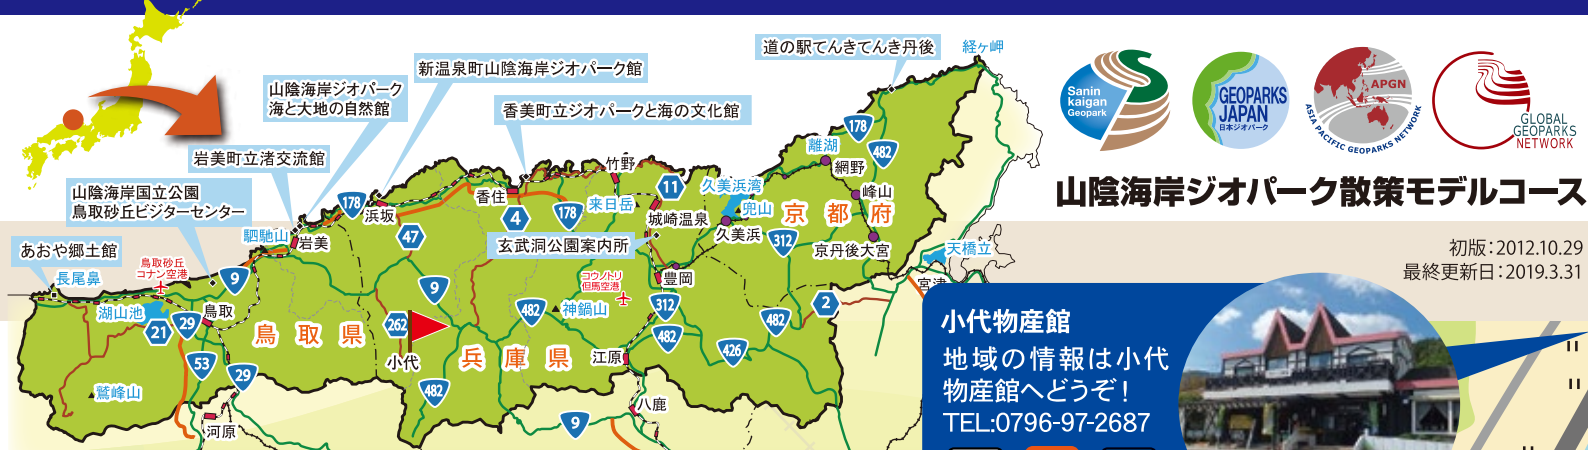 道の駅てんきてんき丹後
経ヶ岬
新温泉町山陰海岸ジオパーク館
山陰海岸ジオパーク
海と大地の自然館
香美町立ジオパークと海の文化館
岩美町立渚交流館
山陰海岸国立公園
鳥取砂丘ビジターセンター
あおや郷土館
長尾鼻
鳥取砂丘
コナン空港
駟馳山
岩美
178
浜坂
47
9
香住
4
178
竹野
11
来日岳
城崎温泉
玄武洞公園案内所
久美浜湾
兜山
久美浜
離湖
178
482
網野
峰山
京都府
312
京丹後大宮
天橋立
宮津
湖山池
21
29
鳥取
53
29
鷲峰山
河原
鳥取県
262
小代
9
482
兵庫県
482
コウノトリ
但馬空港
神鍋山
豊岡
312
482
江原
426
482
2
八鹿
9
Sanin
kaigan
Geopark
GEOPARKS
JAPAN
日本ジオパーク
APGN
ASIA PACIFIC GEOPARKS NETWORK
GLOBAL
GEOPARKS
NETWORK
山陰海岸ジオパーク散策モデルコース
初版：2012.10.29
最終更新日：2019.3.31
小代物産館
地域の情報は小代
物産館へどうぞ！
TEL:0796-97-2687